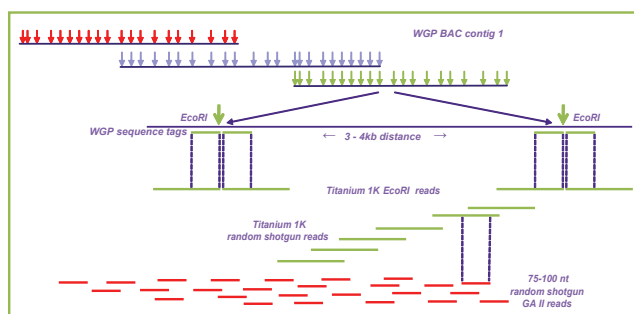 WGP BAC contig 1
EcoRI
EcoRI
WGP sequence tags
← 3 - 4kb distance →
Titanium 1K EcoRI reads
Titanium 1K
random shotgun reads
75-100 nt
random shotgun
GA II reads